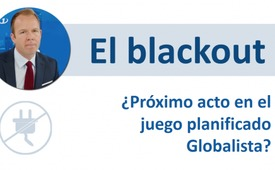 El blackout
¿Próximo acto en el
juego planificado
Globalista?